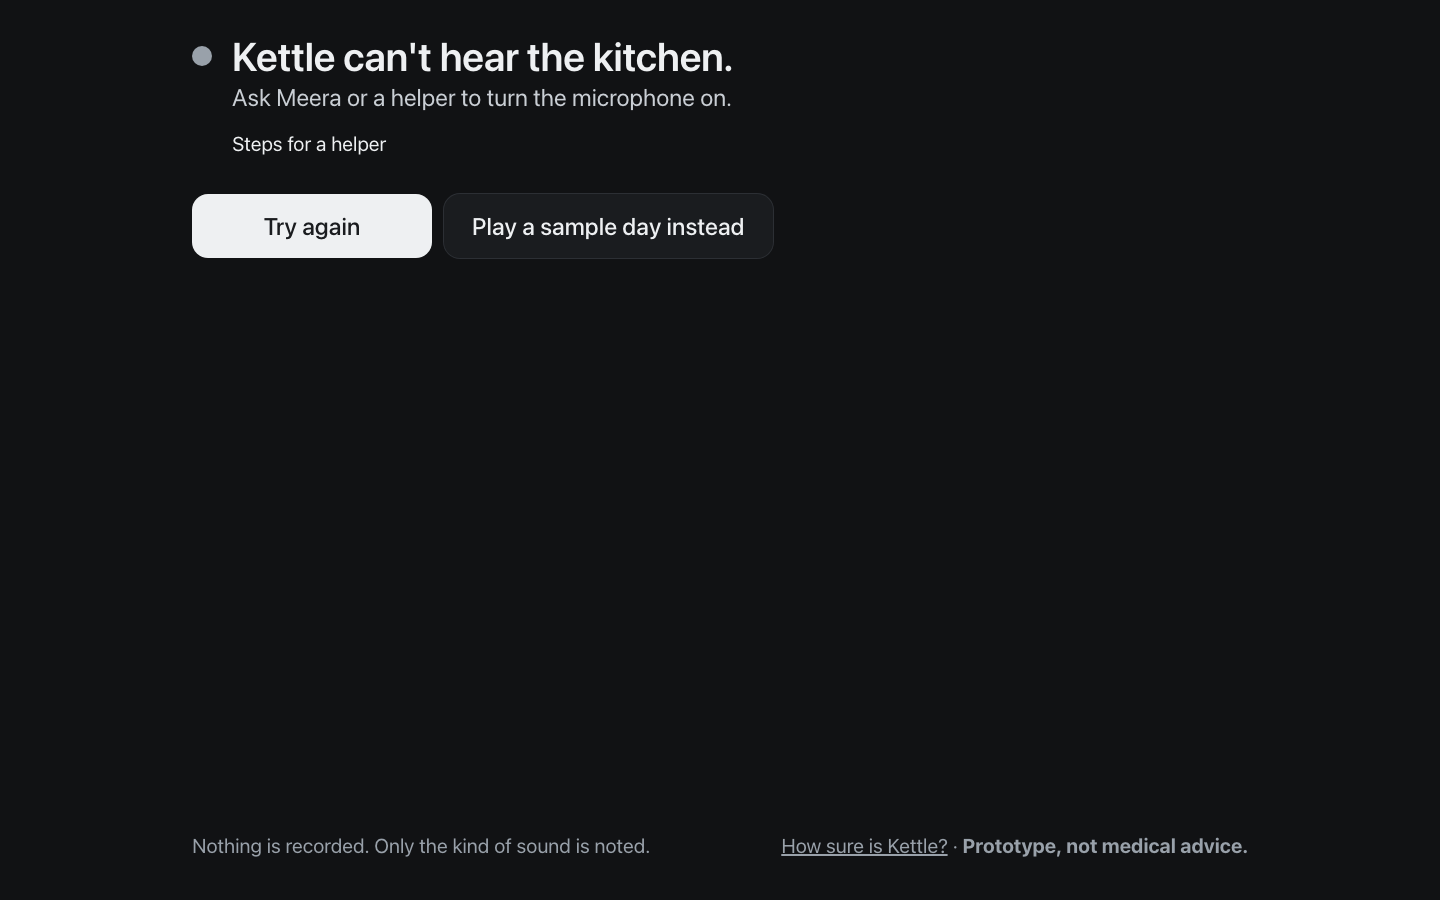 Kettle can't hear the kitchen.
Ask Meera or a helper to turn the microphone on.
Steps for a helper
Try again
Play a sample day instead
Nothing is recorded. Only the kind of sound is noted.
How sure is Kettle? · Prototype, not medical advice.